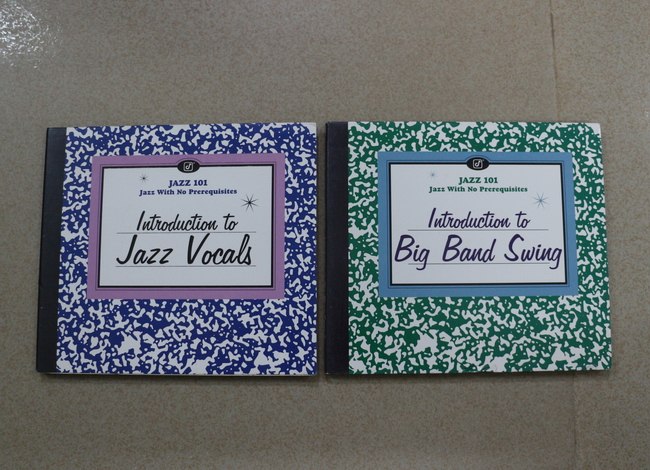 JAZZ 101
Jazz With No Prerequisites
Introduction to
Jazz Vocals
JAZZ 101
Jazz With No Prerequisites
Introduction to
Big Band Swing